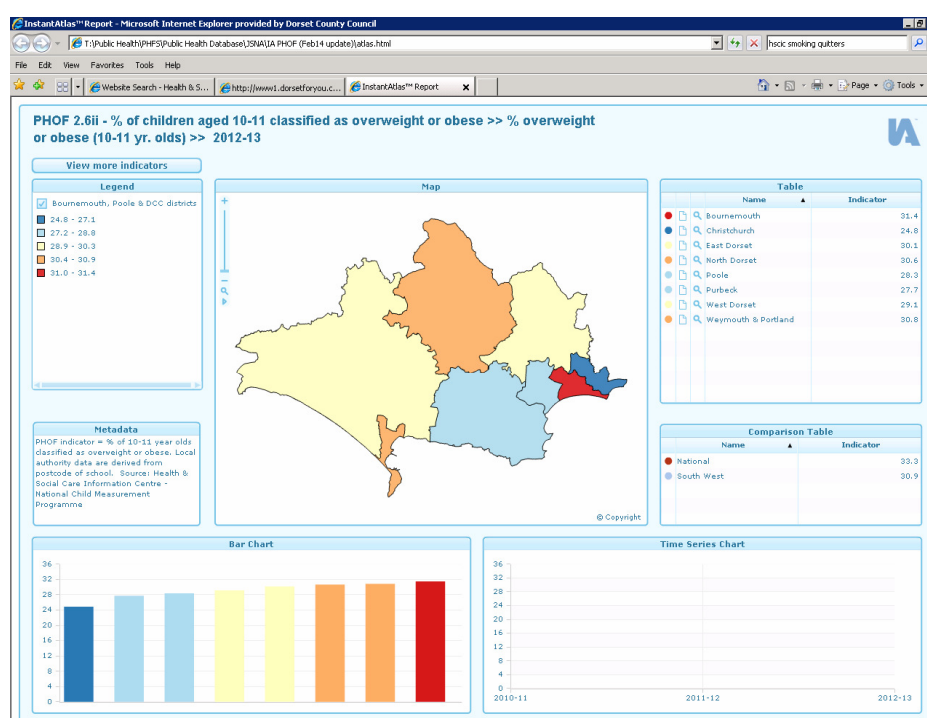 InstantAtlas™ Report - Microsoft Internet Explorer provided by Dorset County Council
T:\Public Health\PHFS\Public Health Database\JSNA\IA PHOF (Feb14 update)\atlas.html
hscic smoking quitters
File Edit View Favorites Tools Help
Website Search - Health & S...
http://www1.dorsetforyou.c...
InstantAtlas™ Report
Page
Tools
PHOF 2.6ii - % of children aged 10-11 classified as overweight or obese >> % overweight
or obese (10-11 yr. olds) >> 2012-13
IA
View more indicators
Legend
Bournemouth, Poole & DCC districts
24.8 - 27.1
27.2 - 28.8
28.9 - 30.3
30.4 - 30.9
31.0 - 31.4
Metadata
PHOF indicator = % of 10-11 year olds
classified as overweight or obese. Local
authority data are derived from
postcode of school. Source: Health &
Social Care Information Centre -
National Child Measurement
Programme
Map
© Copyright
Table
Name Indicator
Bournemouth 31.4
Christchurch 24.8
East Dorset 30.1
North Dorset 30.6
Poole 28.3
Purbeck 27.7
West Dorset 29.1
Weymouth & Portland 30.8
Comparison Table
Name Indicator
National 33.3
South West 30.9
Bar Chart
36
32
28
24
20
16
12
8
4
0
Time Series Chart
36
32
28
24
20
16
12
8
4
0
2010-11 2011-12 2012-13